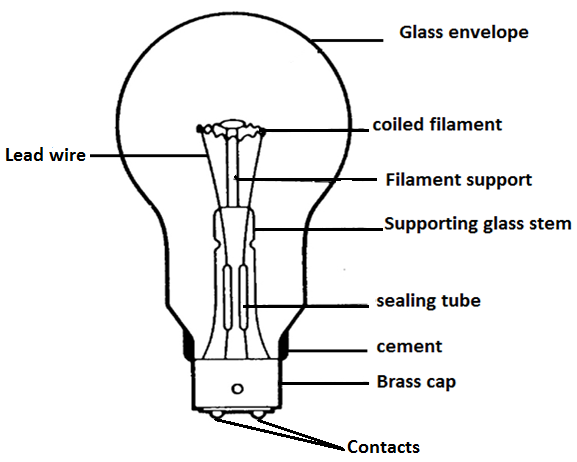 Glass envelope
coiled filament
Lead wire
Filament support
Supporting glass stem
sealing tube
cement
Brass cap
Contacts